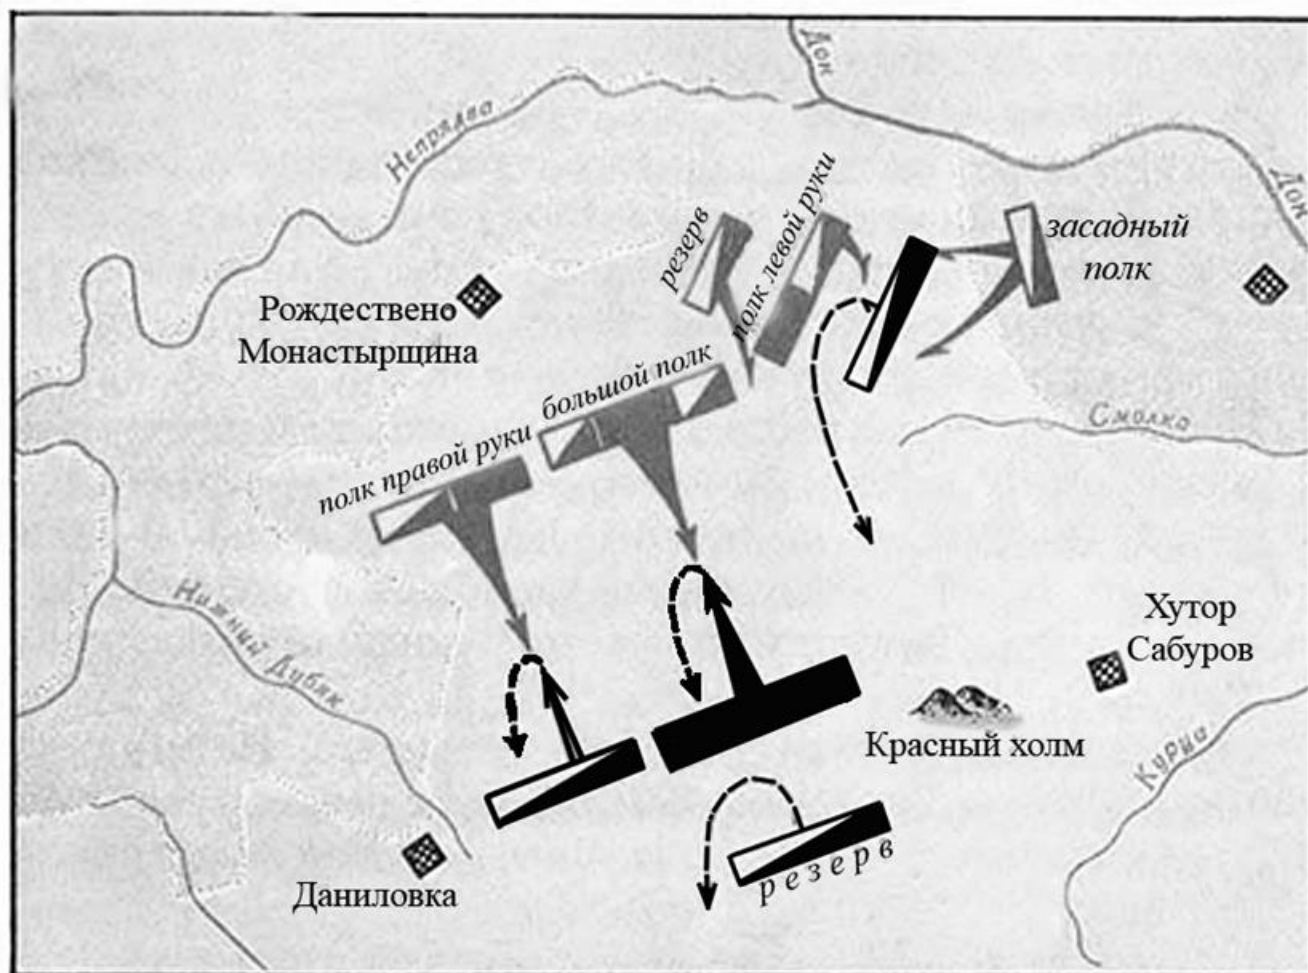 Дон
Непрядва
Дон
резерв
полк левой руки
засадный
полк
Рождествено
Монастырщина
большой полк
Смолка
полк правой руки
Нижний Дубяк
Хутор
Сабуров
Красный холм
Курца
резерв
Даниловка